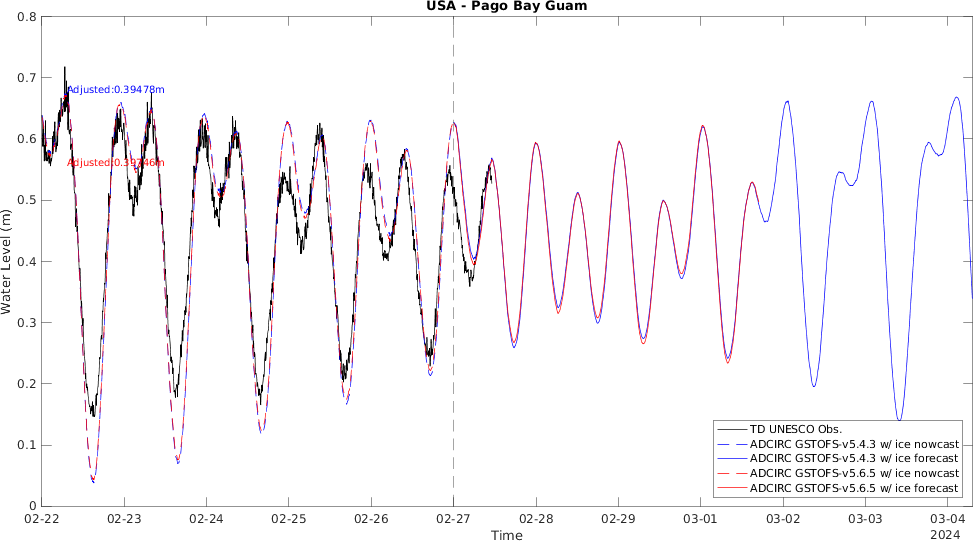 USA - Pago Bay Guam
0.8
0.7
0.6
0.5
0.4
0.3
0.2
0.1
0
Water Level (m)
Adjusted:0.39478m
Adjusted:0.39746m
TD UNESCO Obs.
ADCIRC GSTOFS-v5.4.3 w/ ice nowcast
ADCIRC GSTOFS-v5.4.3 w/ ice forecast
ADCIRC GSTOFS-v5.6.5 w/ ice nowcast
ADCIRC GSTOFS-v5.6.5 w/ ice forecast
02-22 02-23 02-24 02-25 02-26 02-27 02-28 02-29 03-01 03-02 03-03 03-04
Time
2024